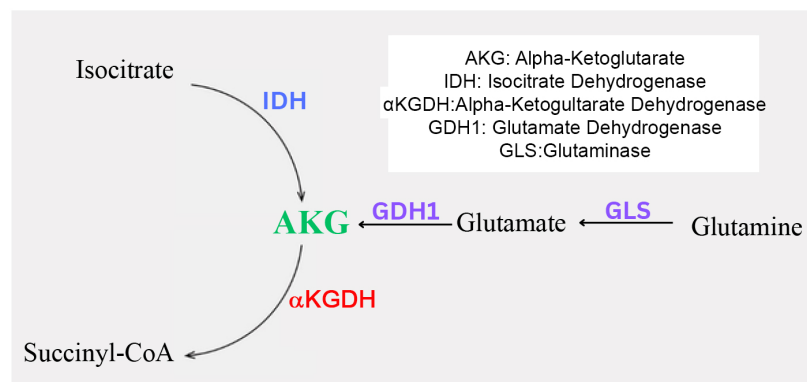 AKG: Alpha-Ketoglutarate
IDH: Isocitrate Dehydrogenase
αKGDH:Alpha-Ketogultarate Dehydrogenase
GDH1: Glutamate Dehydrogenase
GLS:Glutaminase
Isocitrate
IDH
AKG
GDH1
Glutamate
GLS
Glutamine
αKGDH
Succinyl-CoA